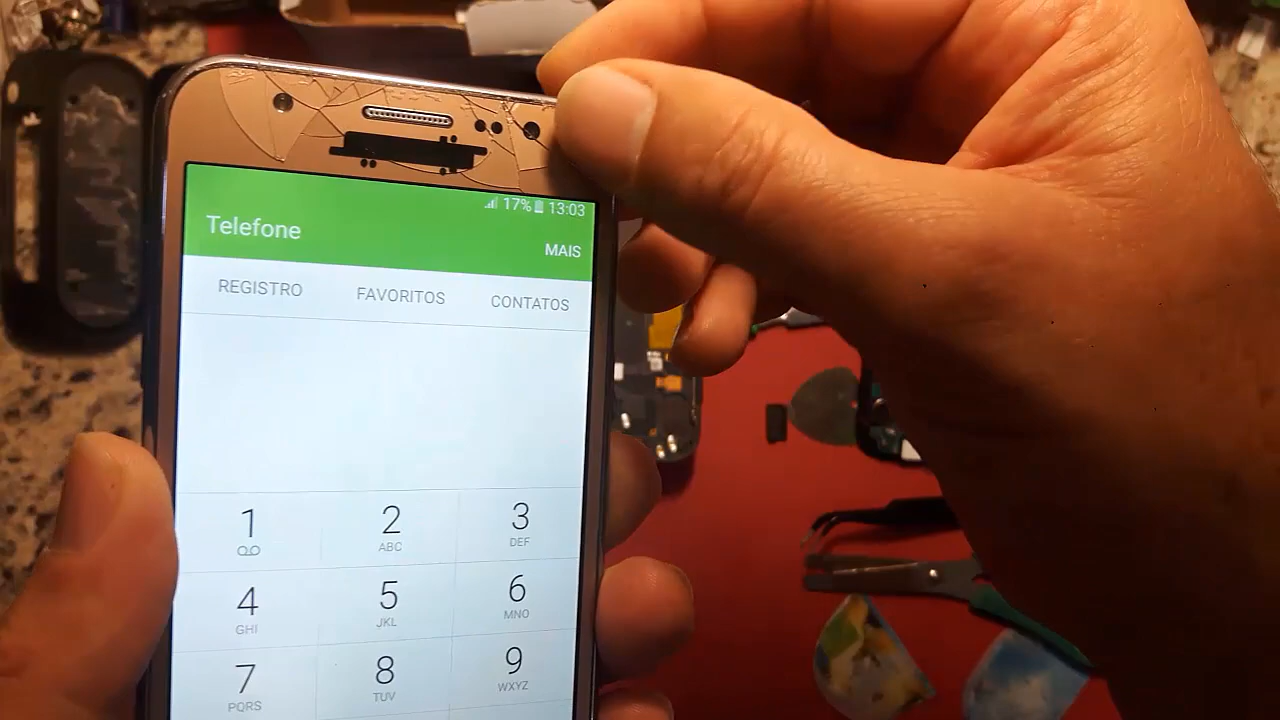 17% 13:03
Telefone
MAIS
REGISTRO FAVORITOS CONTATOS
1 2 3
ABC DEF
4 5 6
GHI JKL MNO
7 8 9
PQRS TUV WXYZ